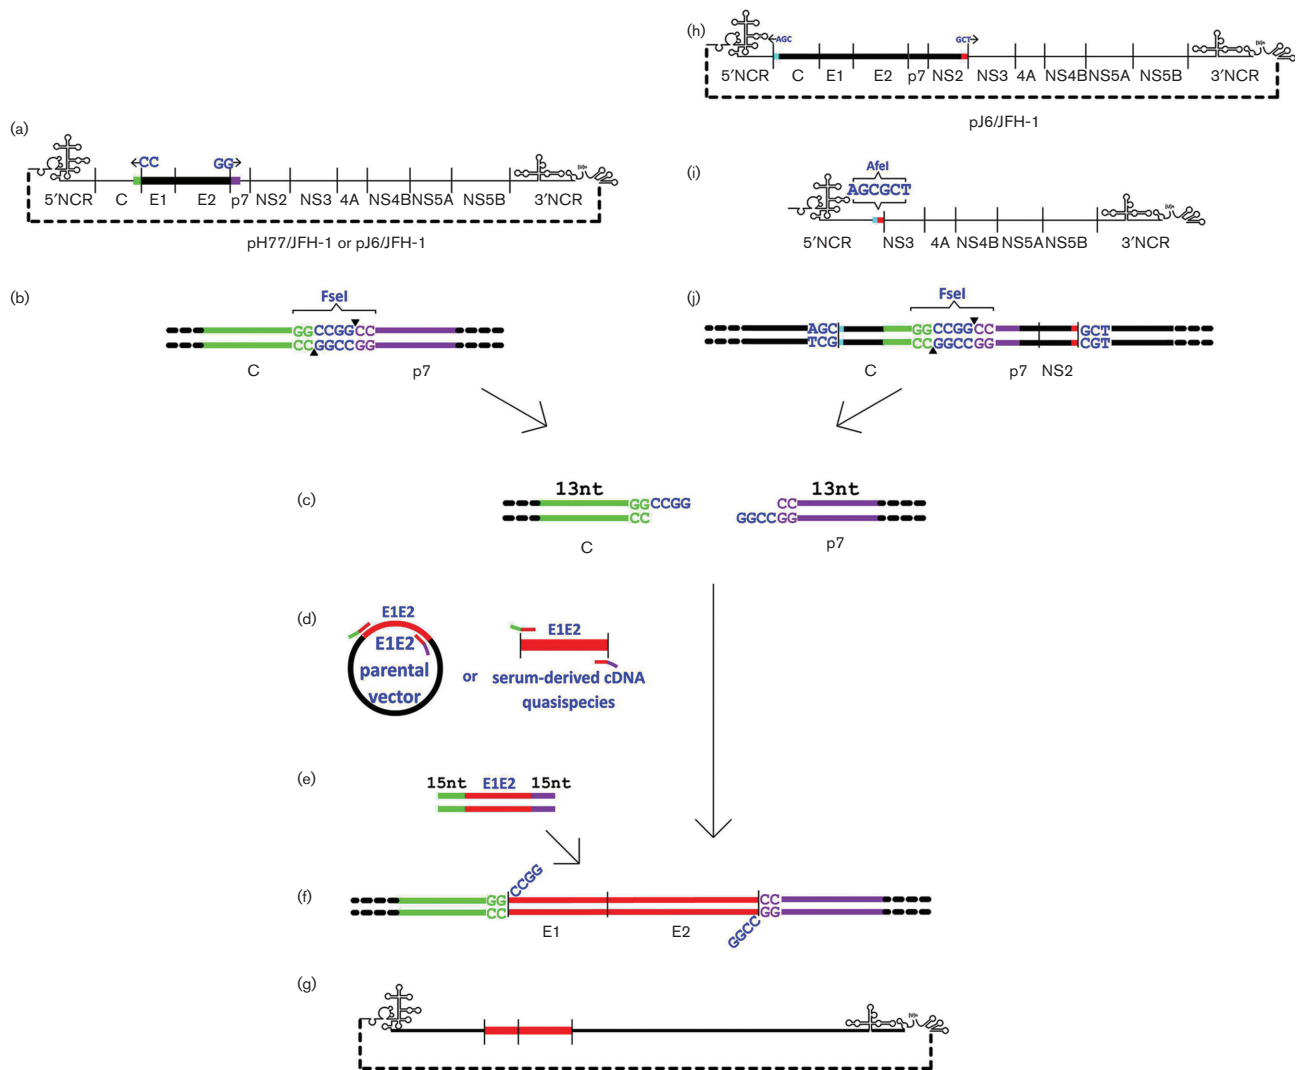 (a)
CC GG
5′NCR C E1 E2 p7 NS2 NS3 4A NS4B NS5A NS5B 3′NCR
pH77/JFH-1 or pJ6/JFH-1
(b)
FseI
GGCCGGCC
CCGGCCGG
C p7
(h)
AGC GCT
5′NCR C E1 E2 p7 NS2 NS3 4A NS4B NS5A NS5B 3′NCR
pJ6/JFH-1
(i)
AfeI
AGCGCT
5′NCR NS3 4A NS4B NS5A NS5B 3′NCR
(j)
FseI
AGC GGCCGGCC GCT
TCG CCGGCCGG CGT
C p7 NS2
(c)
13nt 13nt
GGCCGG CC
CC GGCCGG
C p7
(d)
E1E2 E1E2
E1E2
parental
vector
or
serum-derived cDNA
quasispecies
(e)
15nt E1E2 15nt
(f)
CCGG
GG CC
CC GG
GGCC
E1 E2
(g)